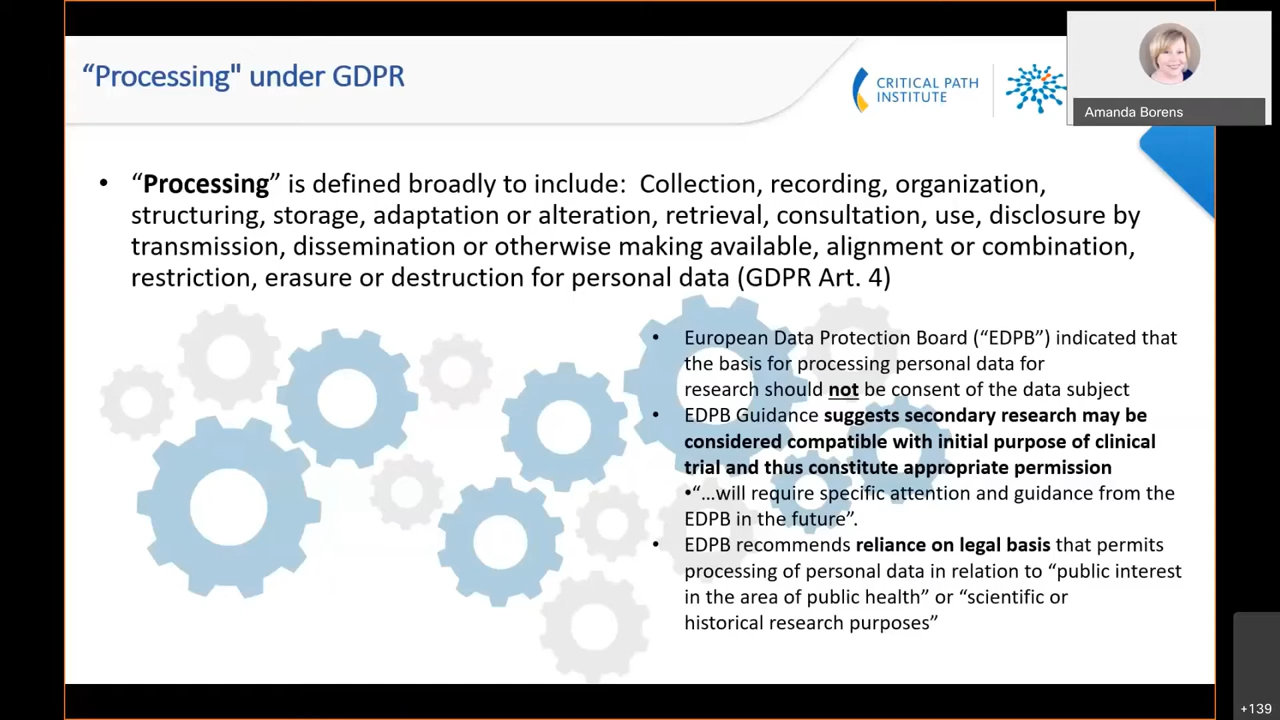 “Processing" under GDPR
CRITICAL PATH
INSTITUTE
Amanda Borens
• “Processing” is defined broadly to include: Collection, recording, organization,
structuring, storage, adaptation or alteration, retrieval, consultation, use, disclosure by
transmission, dissemination or otherwise making available, alignment or combination,
restriction, erasure or destruction for personal data (GDPR Art. 4)
• European Data Protection Board (“EDPB”) indicated that
the basis for processing personal data for
research should not be consent of the data subject
• EDPB Guidance suggests secondary research may be
considered compatible with initial purpose of clinical
trial and thus constitute appropriate permission
•“…will require specific attention and guidance from the
EDPB in the future”.
• EDPB recommends reliance on legal basis that permits
processing of personal data in relation to “public interest
in the area of public health” or “scientific or
historical research purposes”
+139